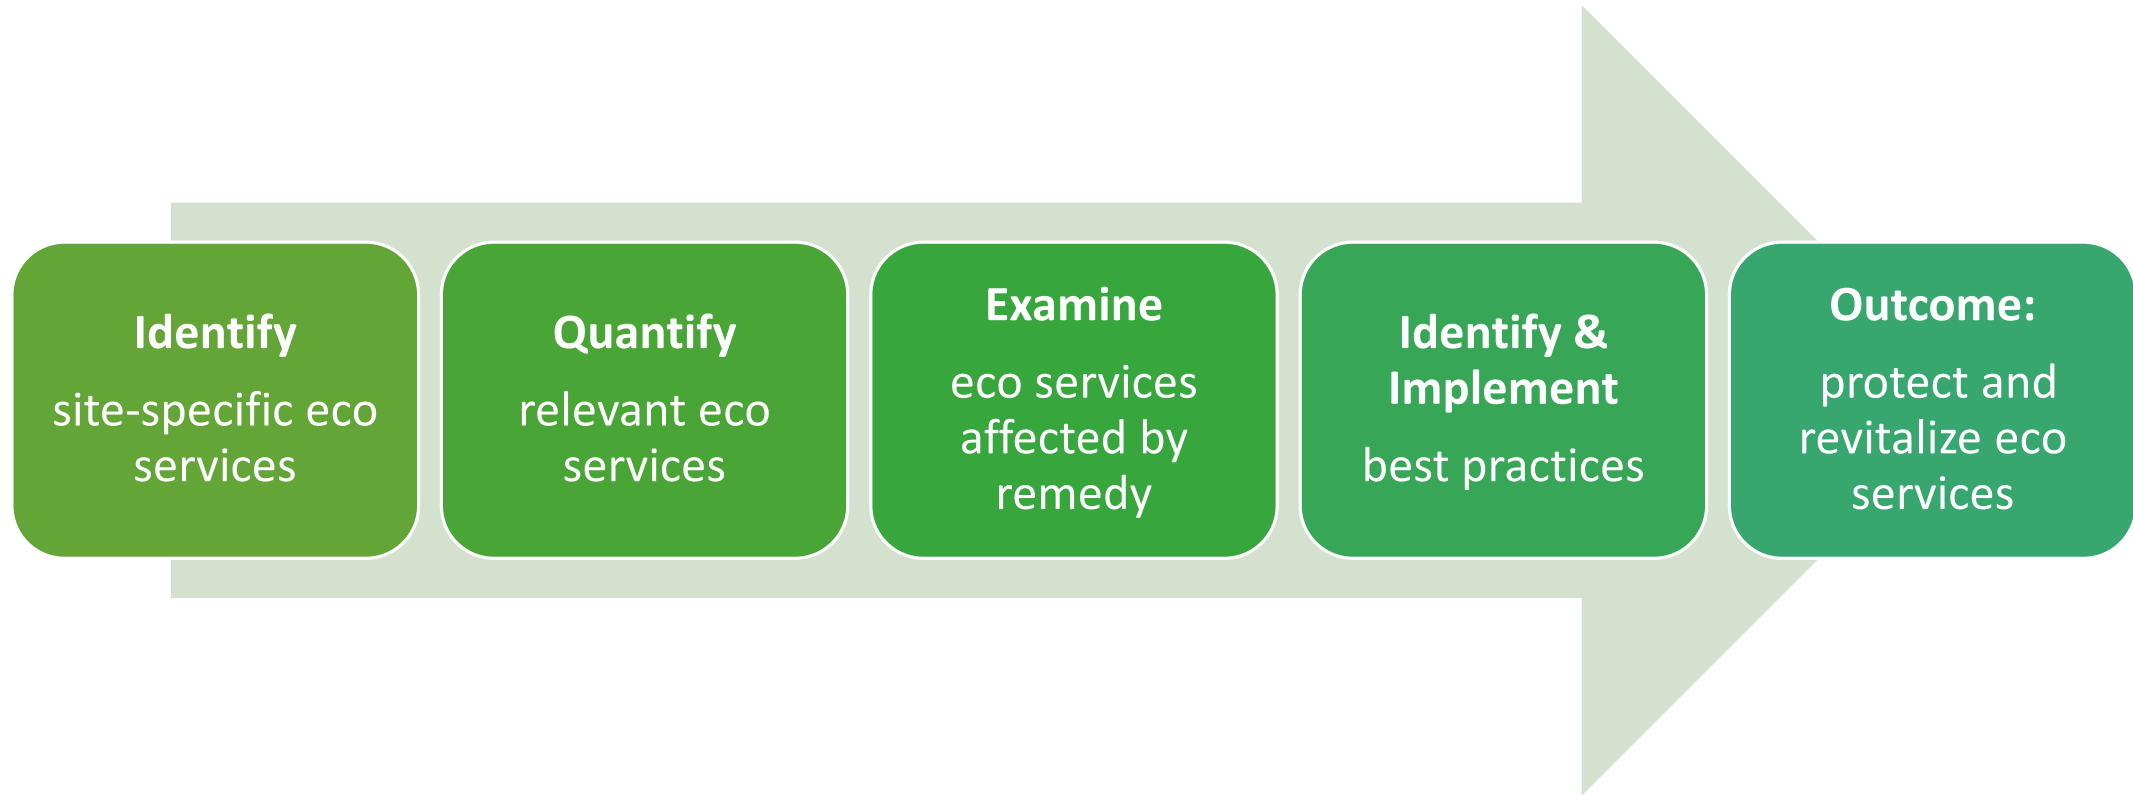 Identify
site-specific eco
services
Quantify
relevant eco
services
Examine
eco services
affected by
remedy
Identify &
Implement
best practices
Outcome:
protect and
revitalize eco
services